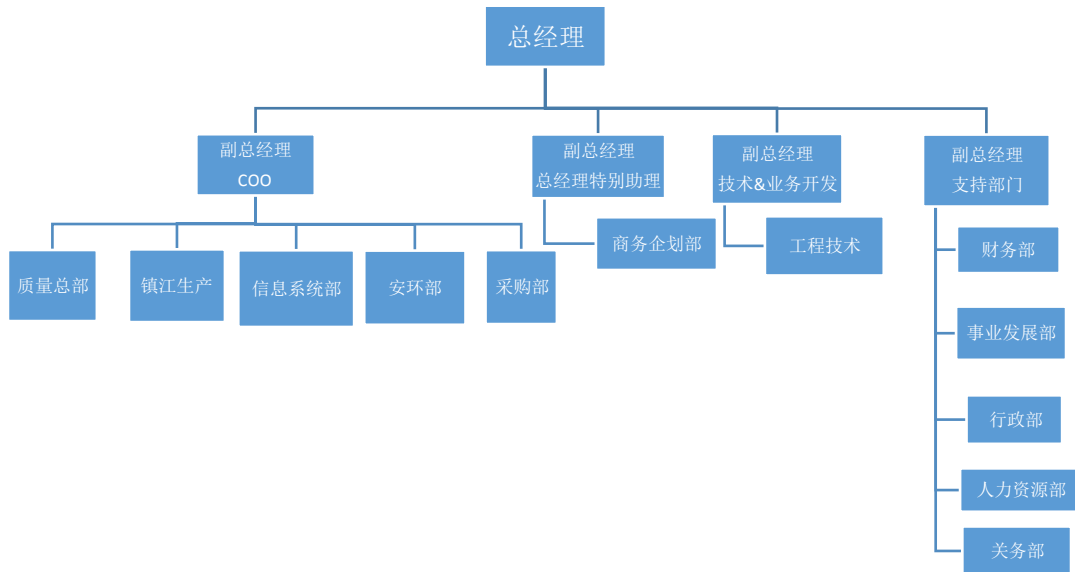 总经理
副总经理
COO
副总经理
总经理特别助理
副总经理
技术&业务开发
副总经理
支持部门
质量总部
镇江生产
信息系统部
安环部
采购部
商务企划部
工程技术
财务部
事业发展部
行政部
人力资源部
关务部